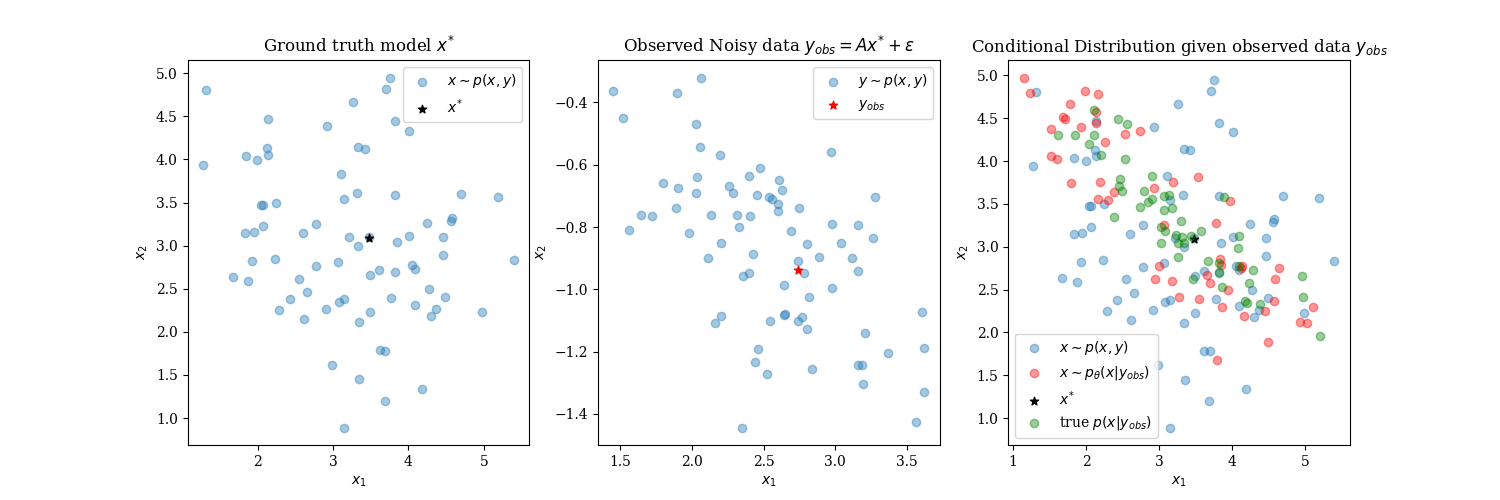 Ground truth model x*
x ~ p(x, y)
x*
5.0
4.5
4.0
3.5
3.0
2.5
2.0
1.5
1.0
x₂
2 3 4 5
x₁
Observed Noisy data y_obs = Ax* + ε
y ~ p(x, y)
y_obs
−0.4
−0.6
−0.8
−1.0
−1.2
−1.4
x₂
1.5 2.0 2.5 3.0 3.5
x₁
Conditional Distribution given observed data y_obs
5.0
4.5
4.0
3.5
3.0
2.5
2.0
1.5
1.0
x₂
x ~ p(x, y)
x ~ p_θ(x|y_obs)
x*
true p(x|y_obs)
1 2 3 4 5
x₁